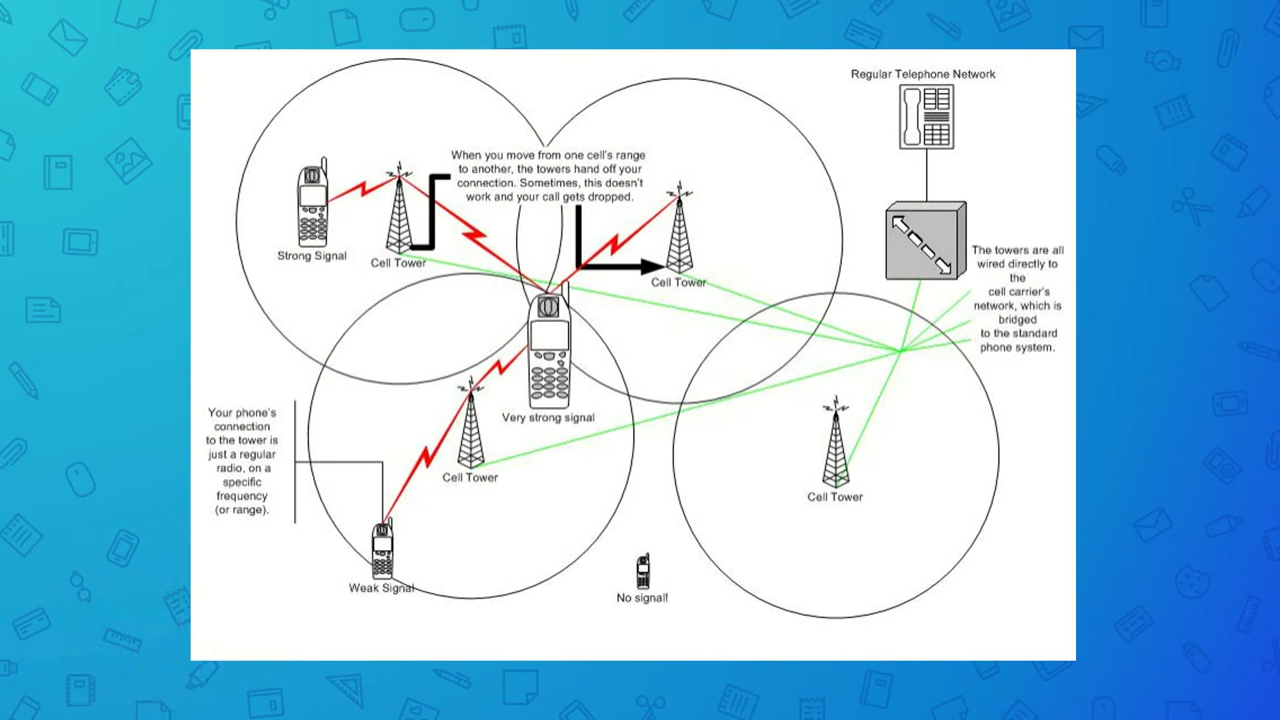 Regular Telephone Network
When you move from one cell's range
to another, the towers hand off your
connection. Sometimes, this doesn't
work and your call gets dropped.
Strong Signal
Cell Tower
Cell Tower
The towers are all
wired directly to
the
cell carrier's
network, which is
bridged
to the standard
phone system.
Very strong signal
Your phone's
connection
to the tower is
just a regular
radio, on a
specific
frequency
(or range).
Cell Tower
Cell Tower
Weak Signal
No signal!